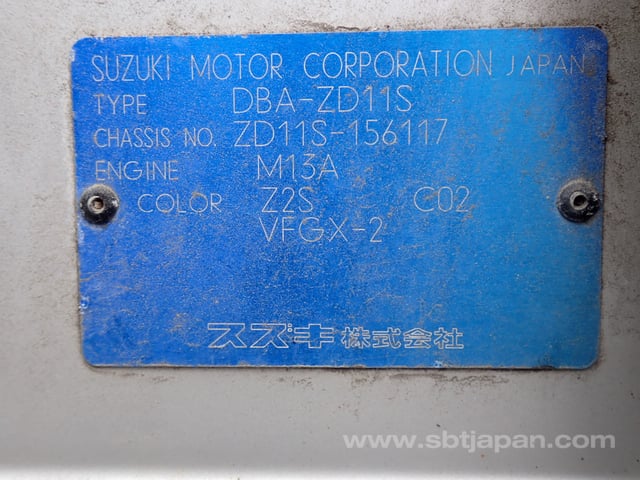 SUZUKI MOTOR CORPORATION JAPAN
TYPE DBA-ZD11S
CHASSIS NO. ZD11S-156117
ENGINE M13A
COLOR Z2S C02
VFGX-2
スズキ株式会社
www.sbtjapan.com